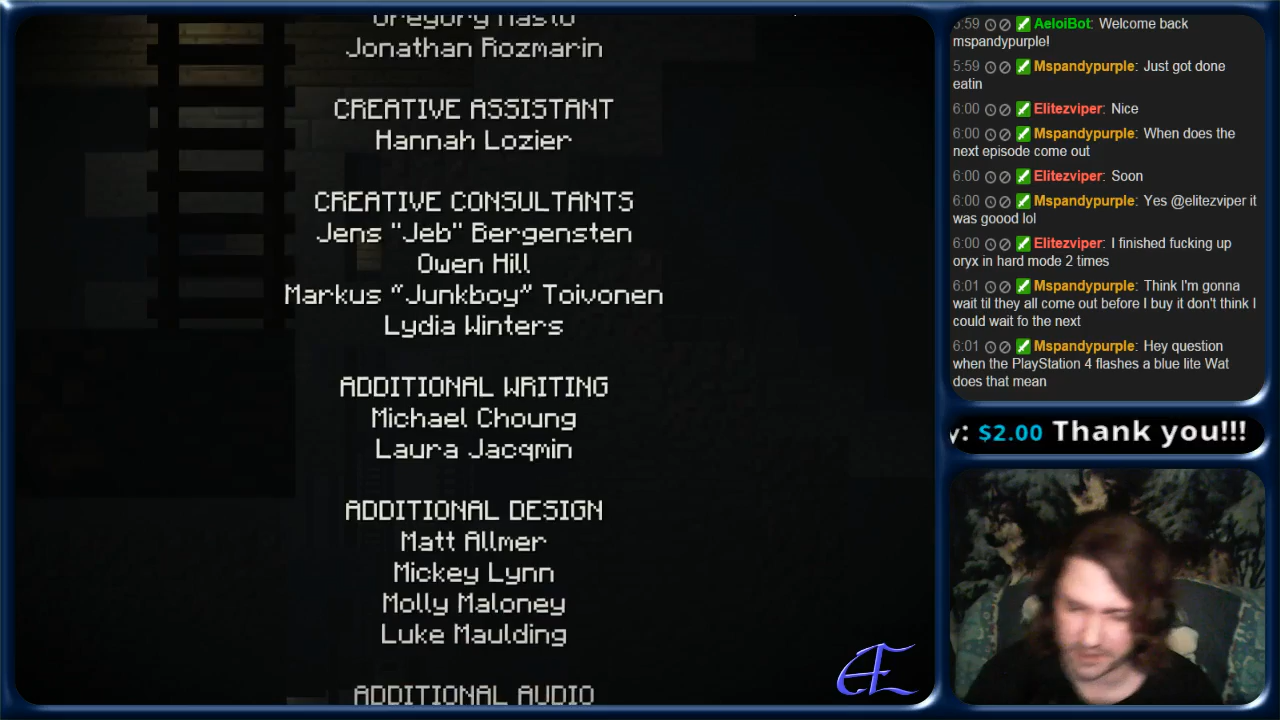 Jonathan Rozmarin
CREATIVE ASSISTANT
Hannah Lozier
CREATIVE CONSULTANTS
Jens "Jeb" Bergensten
Owen Hill
Markus “Junkboy” Toivonen
Lydia Winters
ADDITIONAL WRITING
Michael Choung
Laura Jacqmin
ADDITIONAL DESIGN
Matt Allmer
Mickey Lynn
Molly Maloney
Luke Maulding
ADDITIONAL AUDIO
5:59 AeloiBot: Welcome back
mspandypurple!
5:59 Mspandypurple: Just got done
eatin
6:00 Elitezviper: Nice
6:00 Mspandypurple: When does the
next episode come out
6:00 Elitezviper: Soon
6:00 Mspandypurple: Yes @elitezviper it
was goood lol
6:00 Elitezviper: I finished fucking up
oryx in hard mode 2 times
6:01 Mspandypurple: Think I'm gonna
wait til they all come out before I buy it don't think I
could wait fo the next
6:01 Mspandypurple: Hey question
when the PlayStation 4 flashes a blue lite Wat
does that mean
y: $2.00 Thank you!!!
Æ